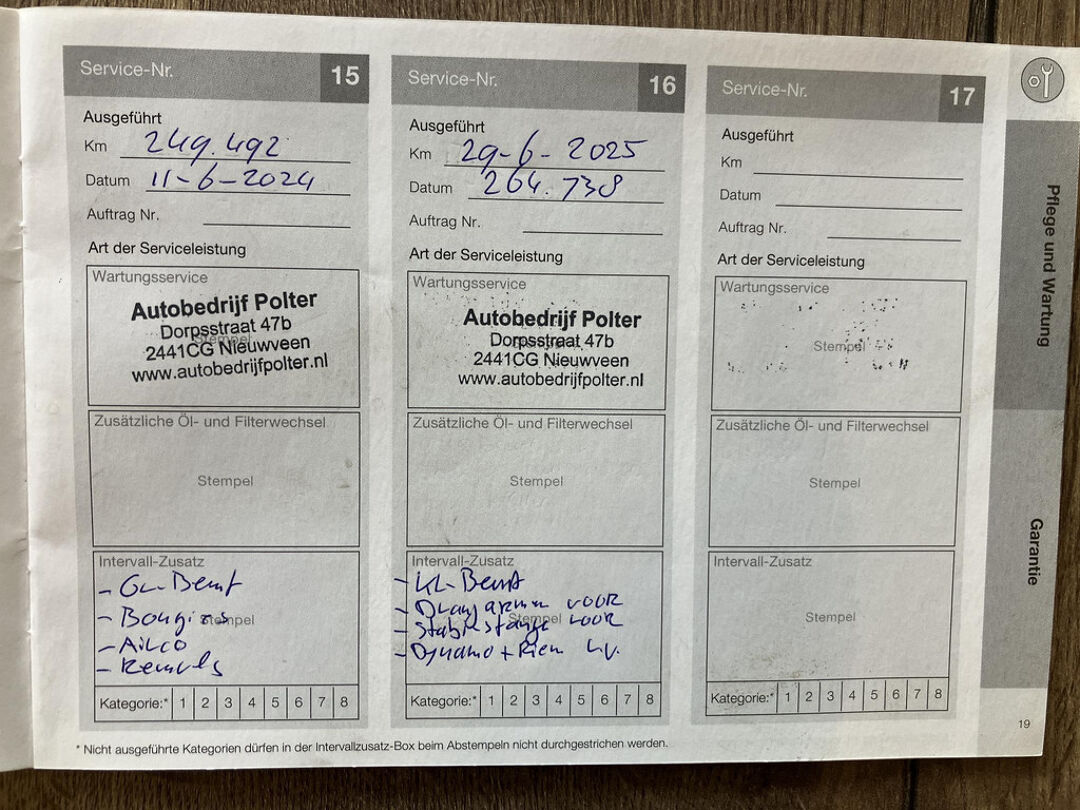 Service-Nr. 15
Ausgeführt
Km 249.492
Datum 11-6-2024
Auftrag Nr.
Art der Serviceleistung
Wartungsservice
Stempel
Autobedrijf Polter
Dorpsstraat 47b
2441CG Nieuwveen
www.autobedrijfpolter.nl
Zusätzliche Öl- und Filterwechsel
Stempel
Intervall-Zusatz
- GL-Beurt
- Bougies
Stempel
- Airco
- Remols
Kategorie:* 1 2 3 4 5 6 7 8
Service-Nr. 16
Ausgeführt
Km 29-6-2025
Datum 264.738
Auftrag Nr.
Art der Serviceleistung
Wartungsservice
Autobedrijf Polter
Dorpsstraat 47b
2441CG Nieuwveen
www.autobedrijfpolter.nl
Zusätzliche Öl- und Filterwechsel
Stempel
Intervall-Zusatz
- KL-Beurt
- Draagarmen voor
Stempel
- Stabiestange voor
- Dynamo + Riem
Kategorie:* 1 2 3 4 5 6 7 8
Service-Nr. 17
Ausgeführt
Km
Datum
Auftrag Nr.
Art der Serviceleistung
Wartungsservice
Stempel
Zusätzliche Öl- und Filterwechsel
Stempel
Intervall-Zusatz
Stempel
Kategorie:* 1 2 3 4 5 6 7 8
* Nicht ausgeführte Kategorien dürfen in der Intervallzusatz-Box beim Abstempeln nicht durchgestrichen werden.
Pflege und Wartung
Garantie
19